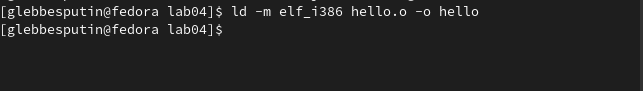 [glebbesputin@fedora lab04]$ ld -m elf_i386 hello.o -o hello
[glebbesputin@fedora lab04]$